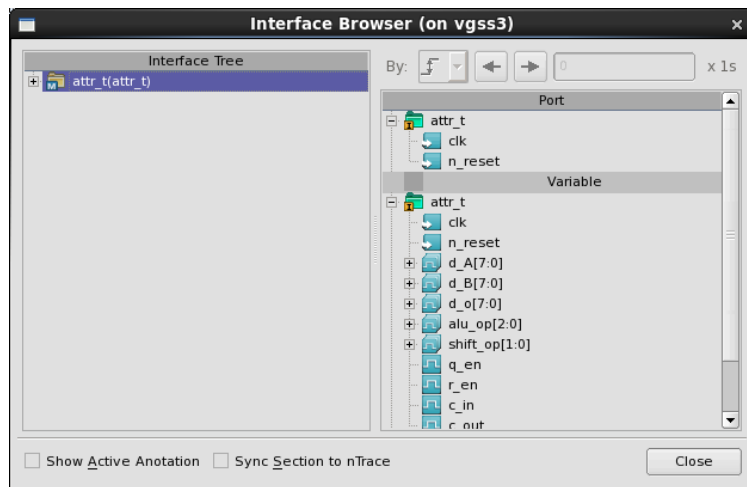 Interface Browser (on vgss3)
Interface Tree
attr_t(attr_t)
By:
0
x 1s
Port
attr_t
clk
n_reset
Variable
attr_t
clk
n_reset
d_A[7:0]
d_B[7:0]
d_o[7:0]
alu_op[2:0]
shift_op[1:0]
q_en
r_en
c_in
c_out
Show Active Anotation
Sync Section to nTrace
Close